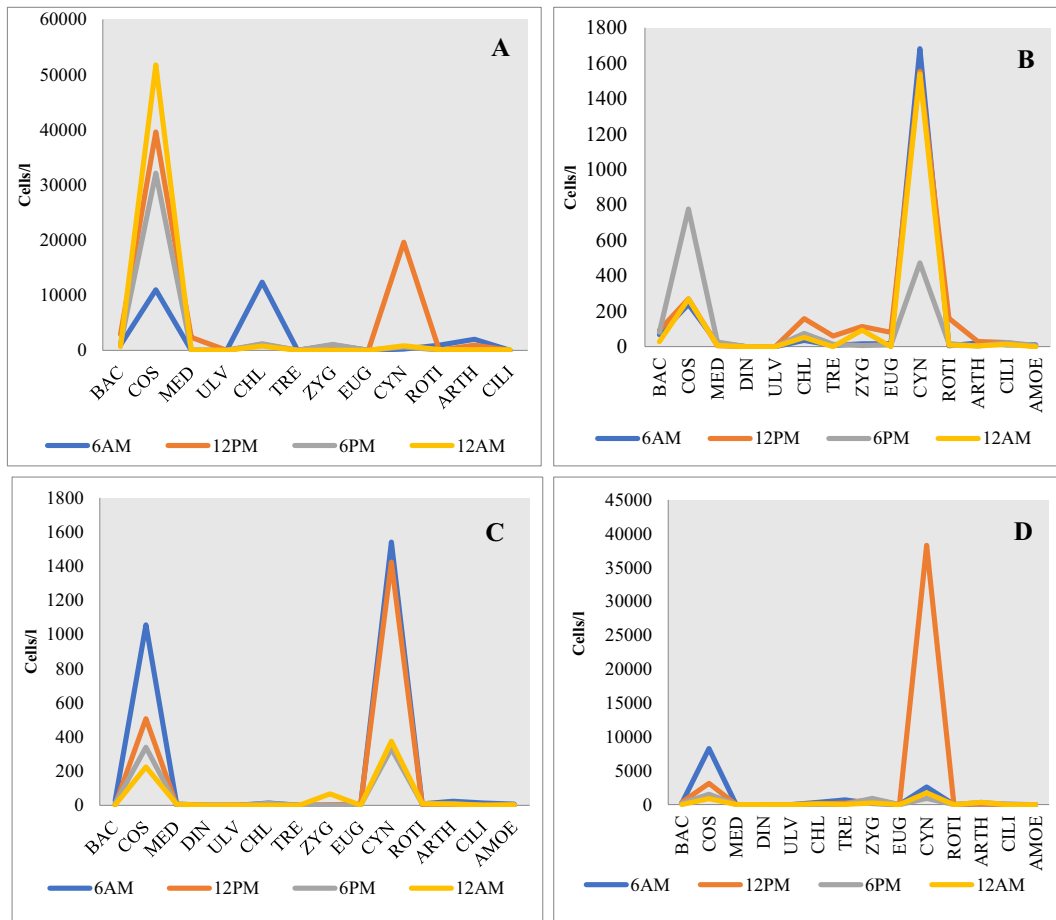 A
Cells/l
60000
50000
40000
30000
20000
10000
0
BAC COS MED ULV CHL TRE ZYG EUG CYN ROTI ARTH CILI
6AM 12PM 6PM 12AM
B
Cells/l
1800
1600
1400
1200
1000
800
600
400
200
0
BAC COS MED DIN ULV CHL TRE ZYG EUG CYN ROTI ARTH CILI AMOE
6AM 12PM 6PM 12AM
C
Cells/l
1800
1600
1400
1200
1000
800
600
400
200
0
BAC COS MED DIN ULV CHL TRE ZYG EUG CYN ROTI ARTH CILI AMOE
6AM 12PM 6PM 12AM
D
Cells/l
45000
40000
35000
30000
25000
20000
15000
10000
5000
0
BAC COS MED DIN ULV CHL TRE ZYG EUG CYN ROTI ARTH CILI AMOE
6AM 12PM 6PM 12AM